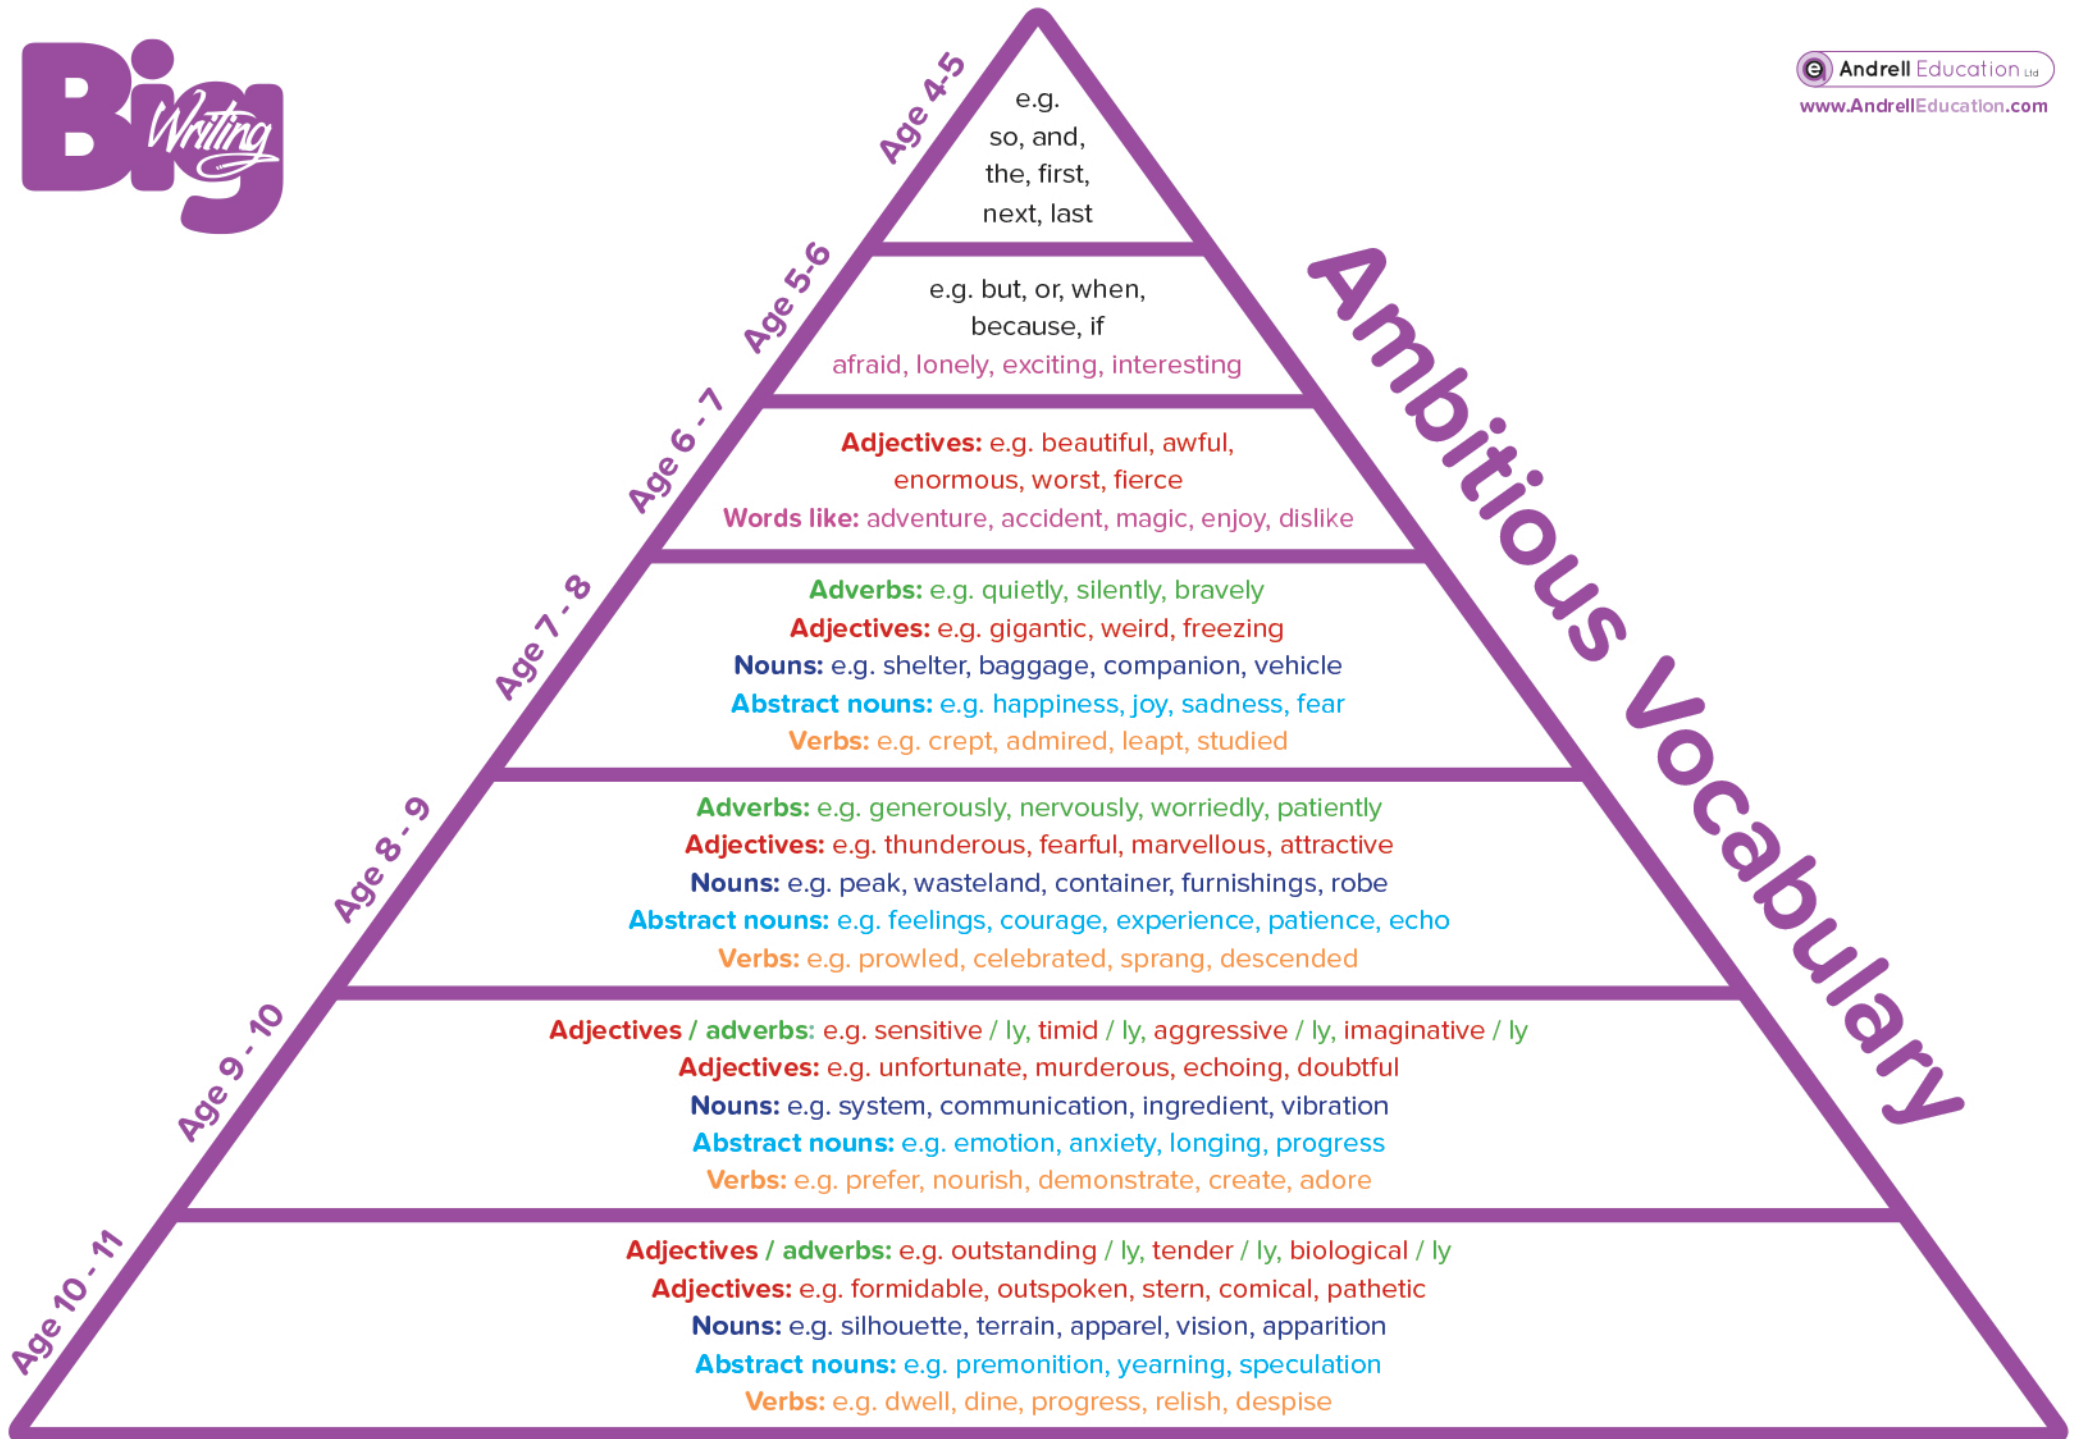 Big
Writing
Andrell Education Ltd
www.AndrellEducation.com
Ambitious Vocabulary
Age 4-5
e.g.
so, and,
the, first,
next, last
Age 5-6
e.g. but, or, when,
because, if
afraid, lonely, exciting, interesting
Age 6 - 7
Adjectives: e.g. beautiful, awful,
enormous, worst, fierce
Words like: adventure, accident, magic, enjoy, dislike
Age 7 - 8
Adverbs: e.g. quietly, silently, bravely
Adjectives: e.g. gigantic, weird, freezing
Nouns: e.g. shelter, baggage, companion, vehicle
Abstract nouns: e.g. happiness, joy, sadness, fear
Verbs: e.g. crept, admired, leapt, studied
Age 8 - 9
Adverbs: e.g. generously, nervously, worriedly, patiently
Adjectives: e.g. thunderous, fearful, marvellous, attractive
Nouns: e.g. peak, wasteland, container, furnishings, robe
Abstract nouns: e.g. feelings, courage, experience, patience, echo
Verbs: e.g. prowled, celebrated, sprang, descended
Age 9 - 10
Adjectives / adverbs: e.g. sensitive / ly, timid / ly, aggressive / ly, imaginative / ly
Adjectives: e.g. unfortunate, murderous, echoing, doubtful
Nouns: e.g. system, communication, ingredient, vibration
Abstract nouns: e.g. emotion, anxiety, longing, progress
Verbs: e.g. prefer, nourish, demonstrate, create, adore
Age 10 - 11
Adjectives / adverbs: e.g. outstanding / ly, tender / ly, biological / ly
Adjectives: e.g. formidable, outspoken, stern, comical, pathetic
Nouns: e.g. silhouette, terrain, apparel, vision, apparition
Abstract nouns: e.g. premonition, yearning, speculation
Verbs: e.g. dwell, dine, progress, relish, despise